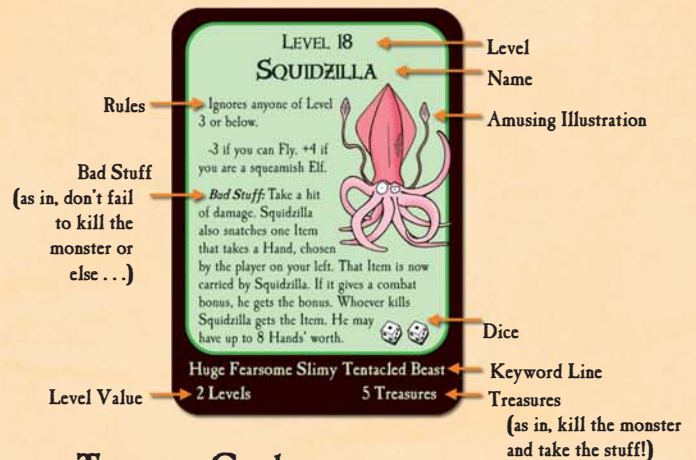 Level 18
Squidzilla
Ignores anyone of Level
3 or below.
-3 if you can Fly. +4 if
you are a squeamish Elf.
Bad Stuff: Take a hit
of damage. Squidzilla
also snatches one Item
that takes a Hand, chosen
by the player on your left. That Item is now
carried by Squidzilla. If it gives a combat
bonus, he gets the bonus. Whoever kills
Squidzilla gets the Item. He may
have up to 8 Hands' worth.
Huge Fearsome Slimy Tentacled Beast
2 Levels 5 Treasures
Rules
Bad Stuff
(as in, don't fail
to kill the
monster or
else . . .)
Level Value
Level
Name
Amusing Illustration
Dice
Keyword Line
Treasures
(as in, kill the monster
and take the stuff!)